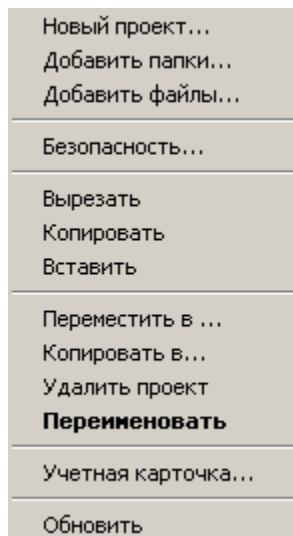 Новый проект...
Добавить папки...
Добавить файлы...
Безопасность...
Вырезать
Копировать
Вставить
Переместить в ...
Копировать в...
Удалить проект
Переименовать
Учетная карточка...
Обновить